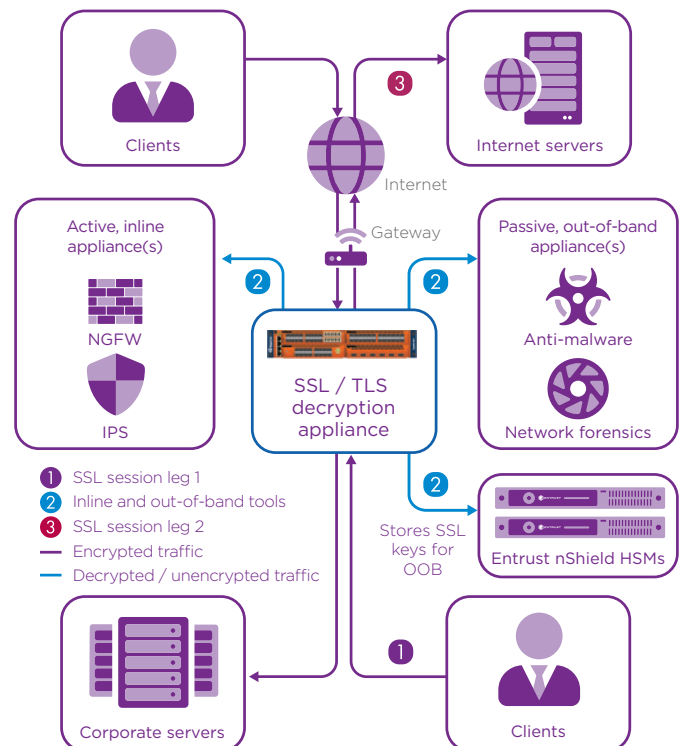 Clients
3
Internet servers
Internet
Gateway
Active, inline
appliance(s)
NGFW
IPS
2
2
Passive, out-of-band
appliance(s)
Anti-malware
Network forensics
SSL / TLS
decryption
appliance
1 SSL session leg 1
2 Inline and out-of-band tools
3 SSL session leg 2
Encrypted traffic
Decrypted / unencrypted traffic
2
Stores SSL
keys for
OOB
ENTRUST
ENTRUST
Entrust nShield HSMs
1
Corporate servers
Clients